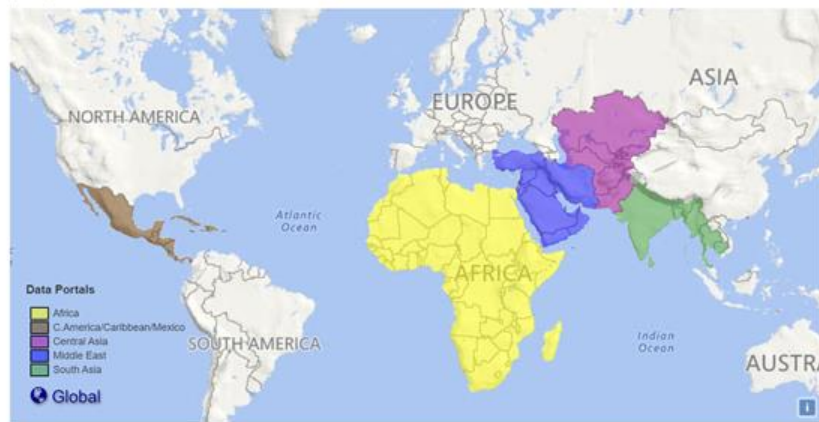 ASIA
EUROPE
NORTH AMERICA
Atlantic
Ocean
AFRICA
Data Portals
Africa
C.America/Caribbean/Mexico
Central Asia
Middle East
South Asia
Global
SOUTH AMERICA
Indian
Ocean
AUSTRA
i